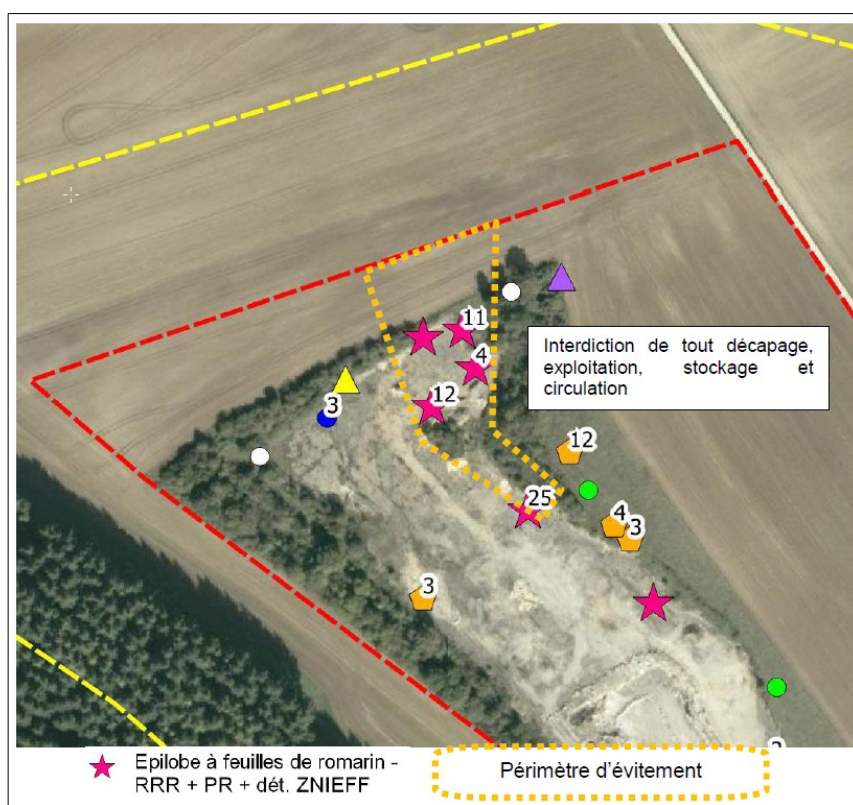 11
4
12
3
Interdiction de tout décapage,
exploitation, stockage et
circulation
12
25
4
3
3
Epilobe à feuilles de romarin -
RRR + PR + dét. ZNIEFF
Périmètre d'évitement